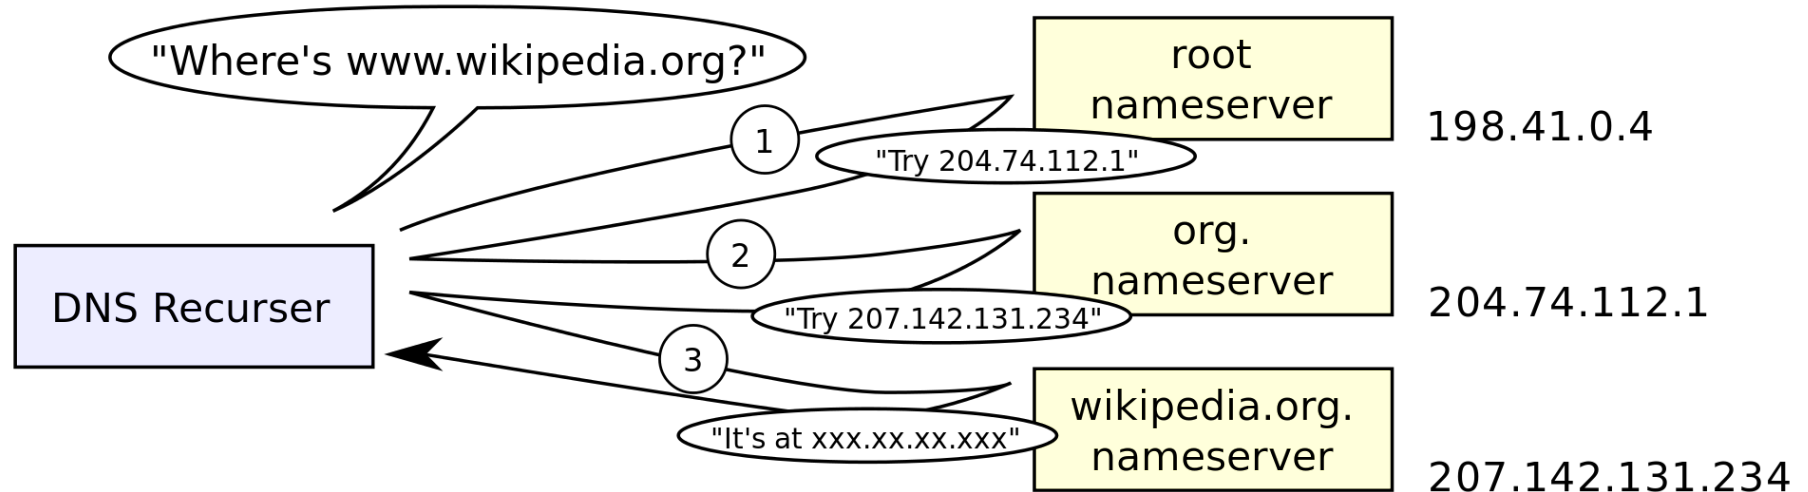 "Where's www.wikipedia.org?"
root
nameserver
198.41.0.4
1
"Try 204.74.112.1"
org.
nameserver
204.74.112.1
2
"Try 207.142.131.234"
DNS Recurser
3
"It's at xxx.xx.xx.xxx"
wikipedia.org.
nameserver
207.142.131.234